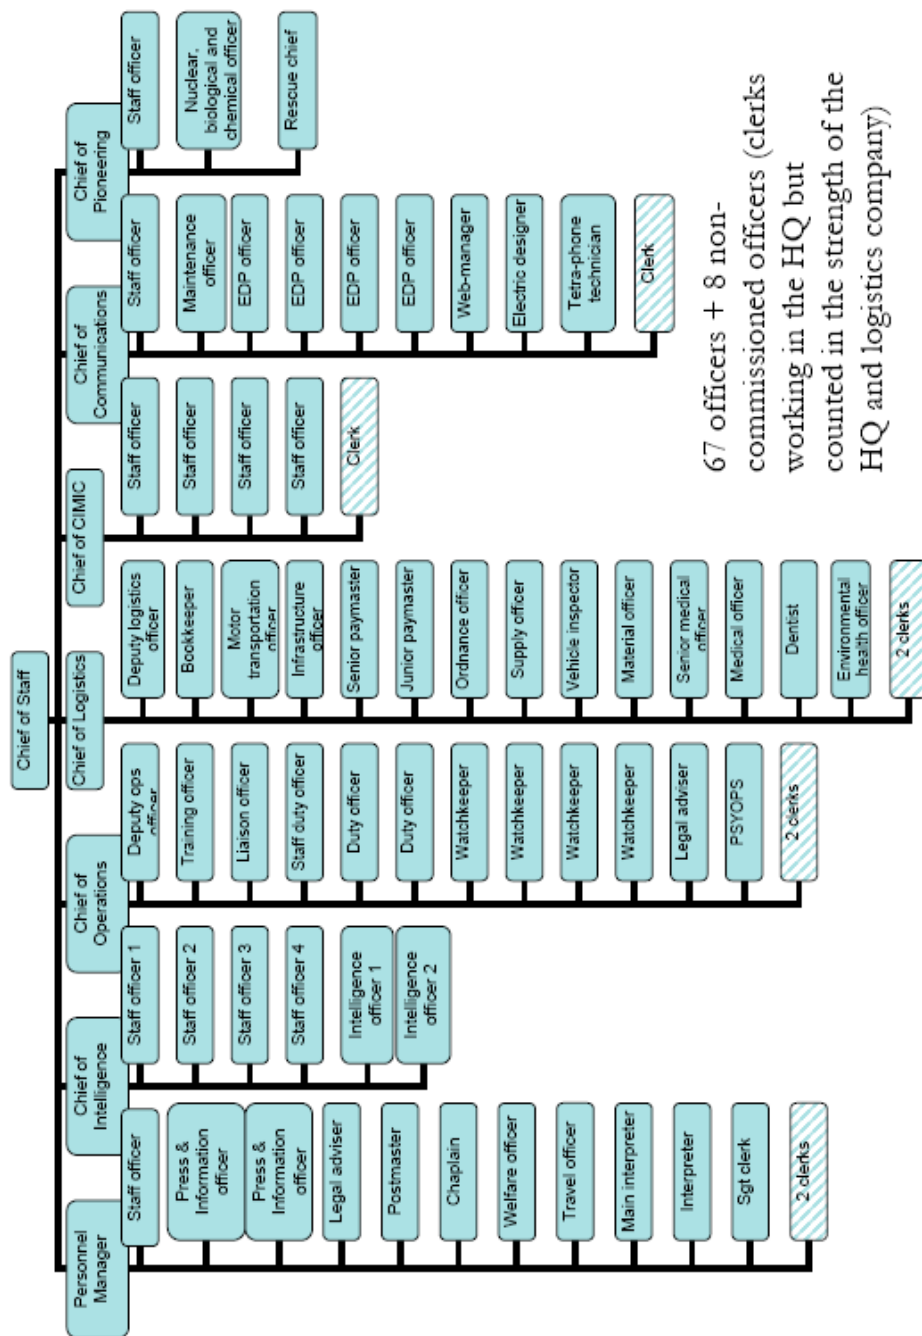 Chief of Staff
Personnel
Manager
Staff officer
Press &
Information
officer
Press &
Information
officer
Legal adviser
Postmaster
Chaplain
Welfare officer
Travel officer
Main interpreter
Interpreter
Sgt clerk
2 clerks
Chief of
Intelligence
Staff officer 1
Staff officer 2
Staff officer 3
Staff officer 4
Intelligence
officer 1
Intelligence
officer 2
Chief of
Operations
Deputy ops
officer
Training officer
Liaison officer
Staff duty officer
Duty officer
Duty officer
Watchkeeper
Watchkeeper
Watchkeeper
Watchkeeper
Legal adviser
PSYOPS
2 clerks
Chief of Logistics
Deputy logistics
officer
Bookkeeper
Motor
transportation
officer
Infrastructure
officer
Senior paymaster
Junior paymaster
Ordnance officer
Supply officer
Vehicle inspector
Material officer
Senior medical
officer
Medical officer
Dentist
Environmental
health officer
2 clerks
Chief of CIMIC
Staff officer
Staff officer
Staff officer
Staff officer
Clerk
Chief of
Communications
Staff officer
Maintenance
officer
EDP officer
EDP officer
EDP officer
EDP officer
Web-manager
Electric designer
Tetra-phone
technician
Clerk
Chief of
Pioneering
Staff officer
Nuclear,
biological and
chemical officer
Rescue chief
67 officers + 8 non-
commissioned officers (clerks
working in the HQ but
counted in the strength of the
HQ and logistics company)